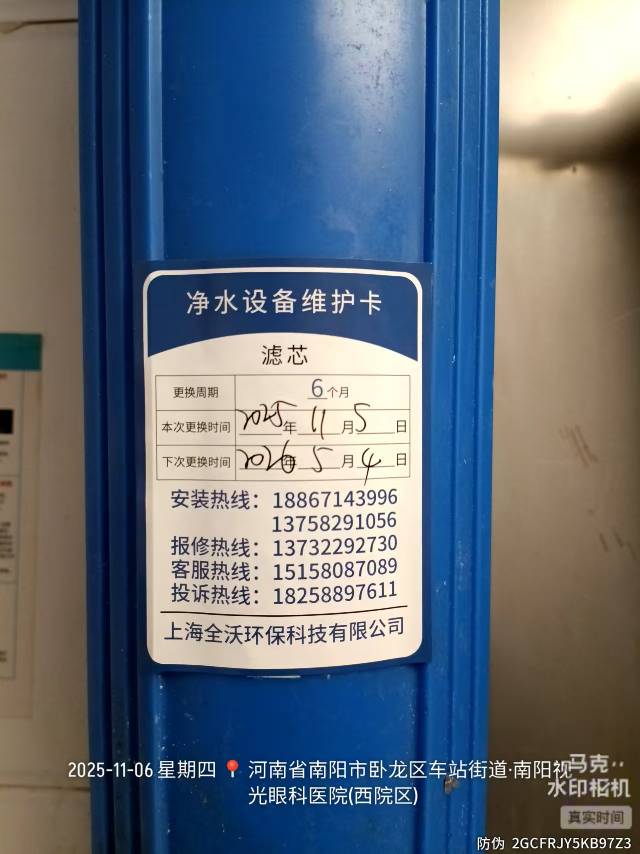 净水设备维护卡
滤芯
更换周期 6个月
本次更换时间 2025年11月5日
下次更换时间 2026年5月4日
安装热线：18867143996
13758291056
报修热线：13732292730
客服热线：15158087089
投诉热线：18258897611
上海全沃环保科技有限公司
2025-11-06 星期四 河南省南阳市卧龙区车站街道·南阳视
光眼科医院(西院区)
马克
水印相机
真实时间
防伪 2GCFRJY5KB97Z3